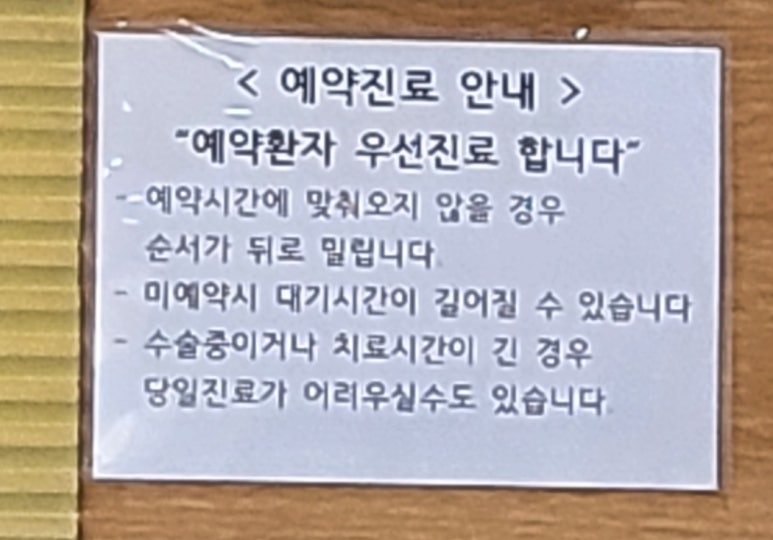 < 예약진료 안내 >
"예약환자 우선진료 합니다"
- 예약시간에 맞춰오지 않을 경우
순서가 뒤로 밀립니다.
- 미예약시 대기시간이 길어질 수 있습니다
- 수술중이거나 치료시간이 긴 경우
당일진료가 어려우실수도 있습니다.